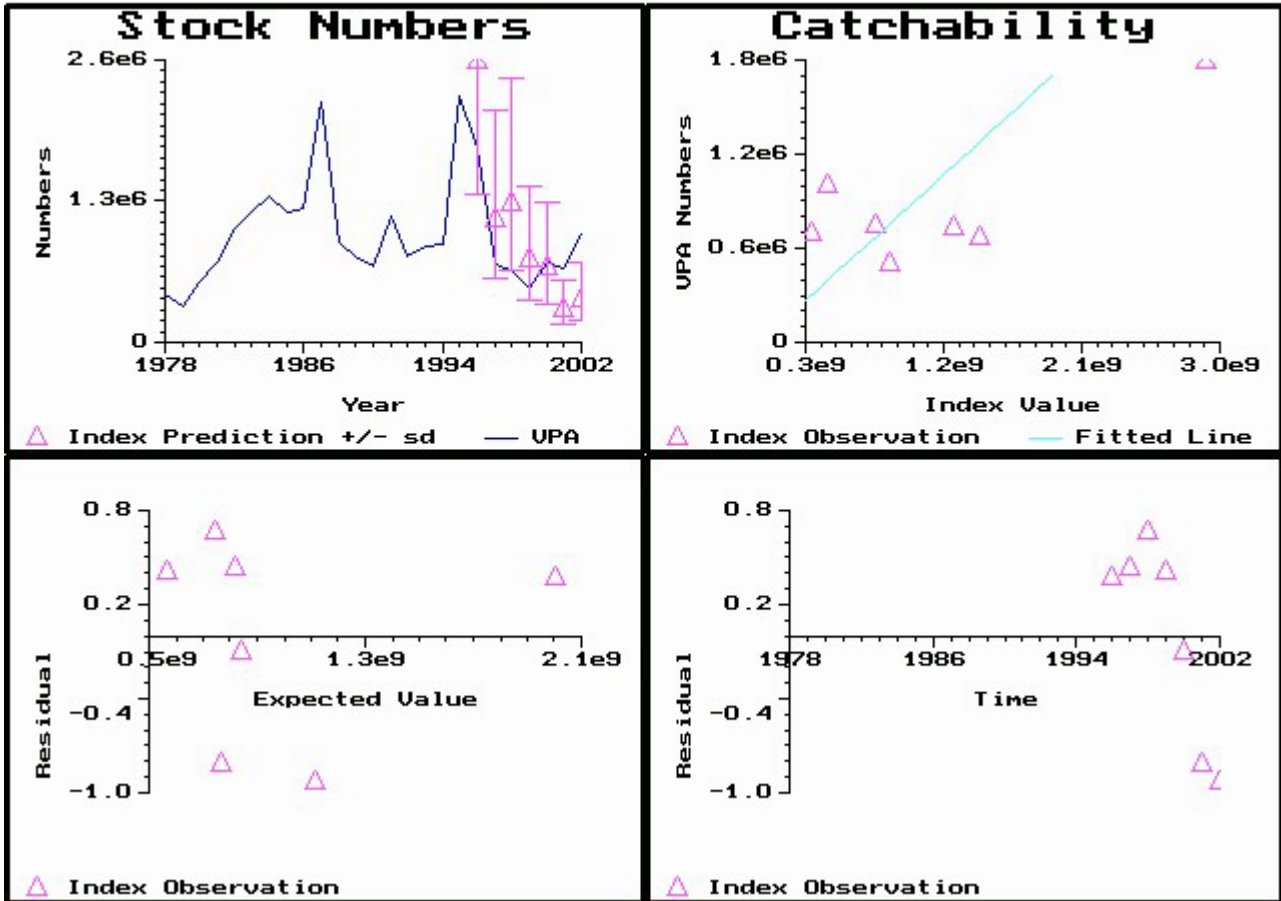 Stock Numbers
2.6e6
1.3e6
0
Numbers
1978 1986 1994 2002
Year
Index Prediction +/- sd VPA
Catchability
1.8e6
1.2e6
0.6e6
0
VPA Numbers
0.3e9 1.2e9 2.1e9 3.0e9
Index Value
Index Observation Fitted Line
0.8
0.2
-0.4
-1.0
Residual
0.5e9 1.3e9 2.1e9
Expected Value
Index Observation
0.8
0.2
-0.4
-1.0
Residual
1978 1986 1994 2002
Time
Index Observation